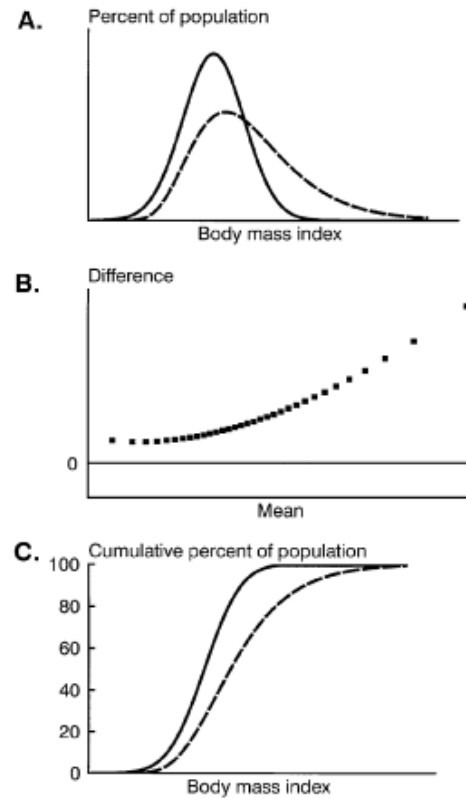 A.
Percent of population
Body mass index
B.
Difference
0
Mean
C.
Cumulative percent of population
100
80
60
40
20
0
Body mass index